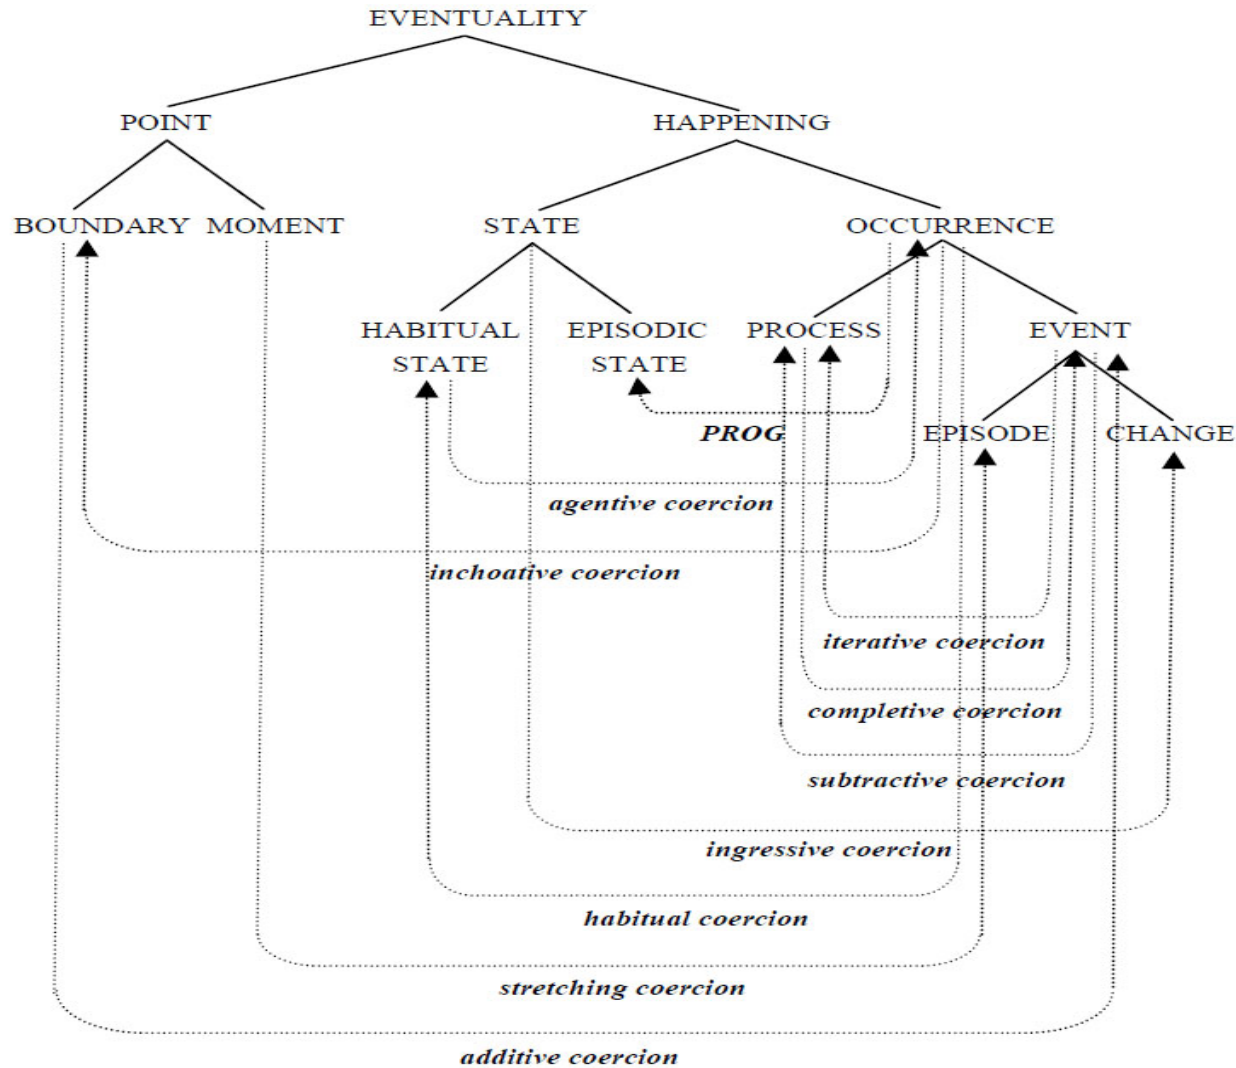 EVENTUALITY
POINT HAPPENING
BOUNDARY MOMENT STATE OCCURRENCE
HABITUAL STATE EPISODIC STATE PROCESS EVENT
PROG EPISODE CHANGE
agentive coercion
inchoative coercion
iterative coercion
completive coercion
subtractive coercion
ingressive coercion
habitual coercion
stretching coercion
additive coercion